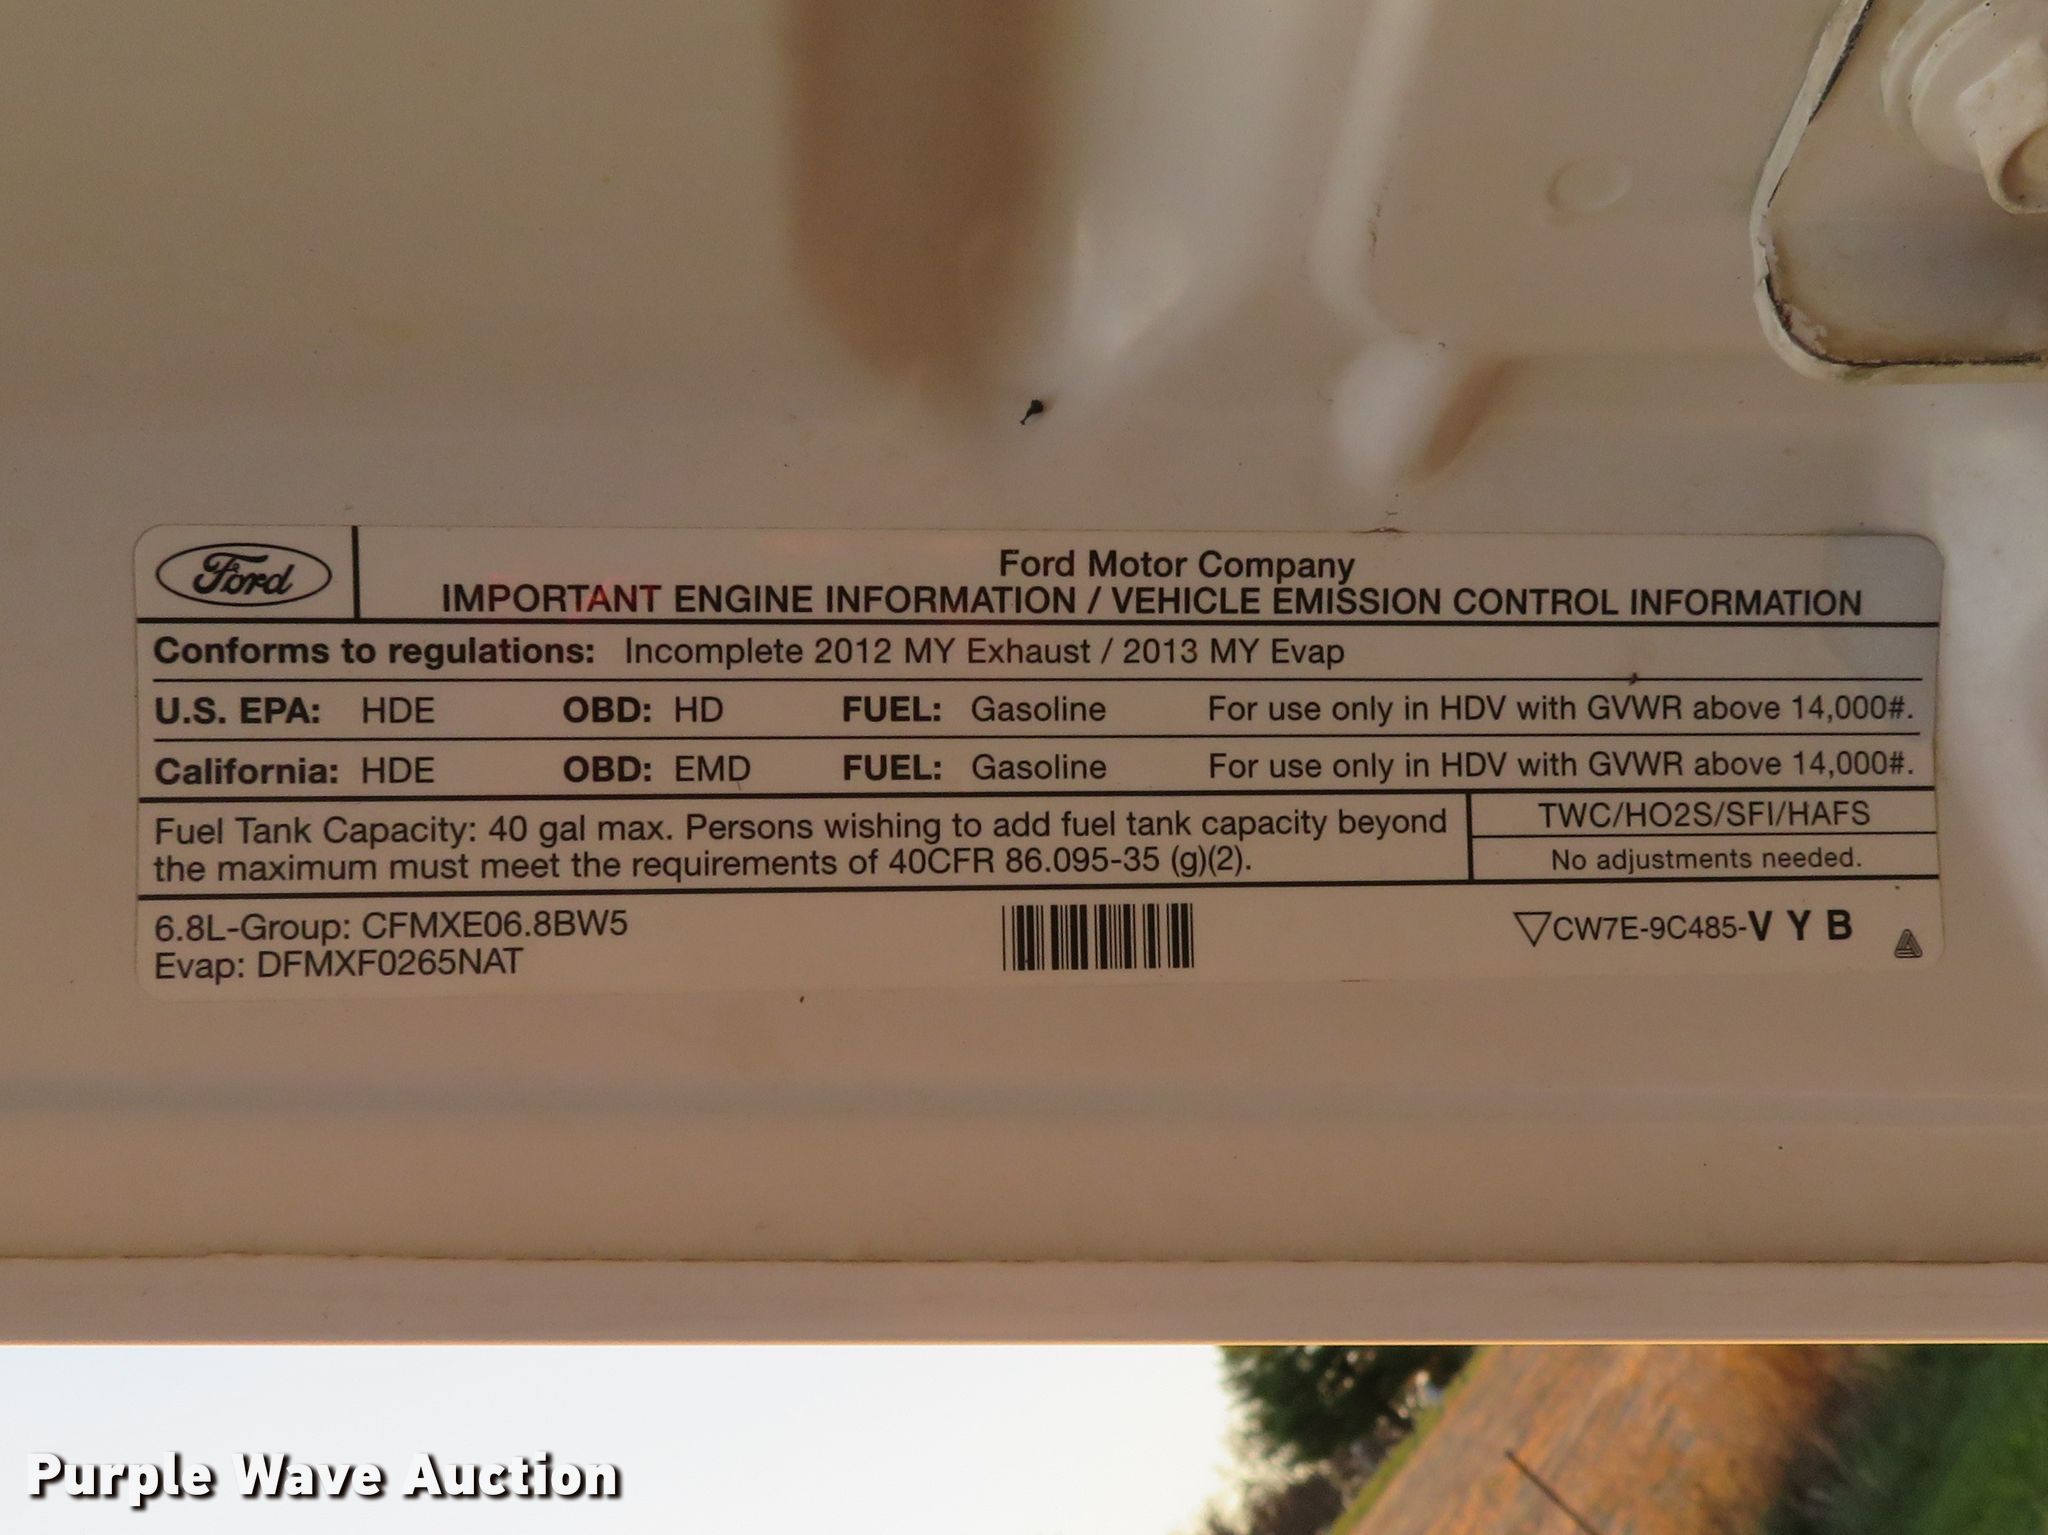 Ford
Ford Motor Company
IMPORTANT ENGINE INFORMATION / VEHICLE EMISSION CONTROL INFORMATION
Conforms to regulations: Incomplete 2012 MY Exhaust / 2013 MY Evap
U.S. EPA: HDE OBD: HD FUEL: Gasoline For use only in HDV with GVWR above 14,000#.
California: HDE OBD: EMD FUEL: Gasoline For use only in HDV with GVWR above 14,000#.
Fuel Tank Capacity: 40 gal max. Persons wishing to add fuel tank capacity beyond
the maximum must meet the requirements of 40CFR 86.095-35 (g)(2).
TWC/HO2S/SFI/HAFS
No adjustments needed.
6.8L-Group: CFMXE06.8BW5
Evap: DFMXF0265NAT
CW7E-9C485-V Y B
Purple Wave Auction